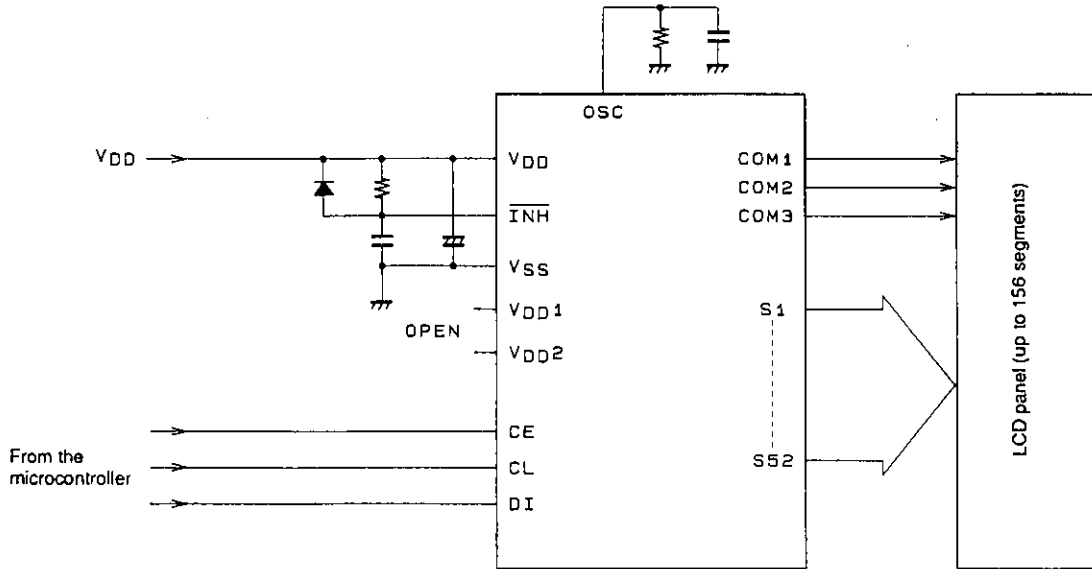 OSC
VDD
VDD
COM1
COM2
INH
COM3
VSS
VDD1
S1
OPEN
VDD2
LCD panel (up to 156 segments)
CE
From the
microcontroller
CL
S52
DI